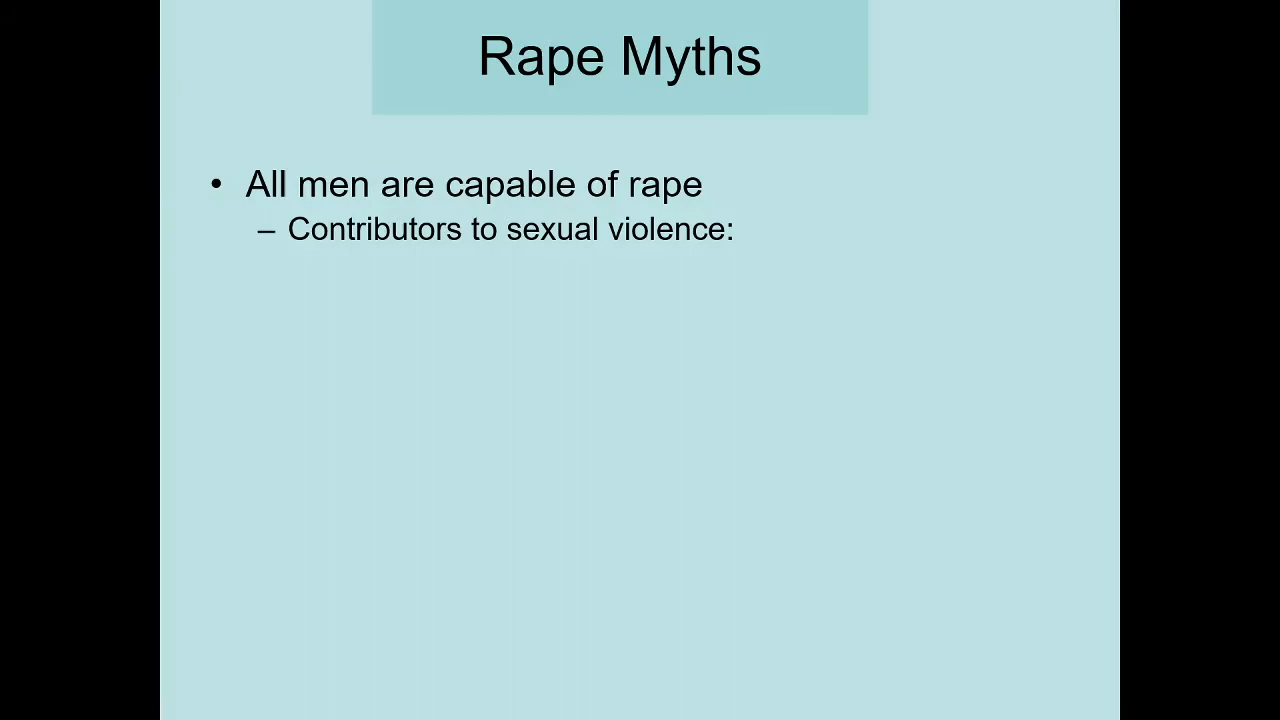 Rape Myths
• All men are capable of rape
– Contributors to sexual violence: